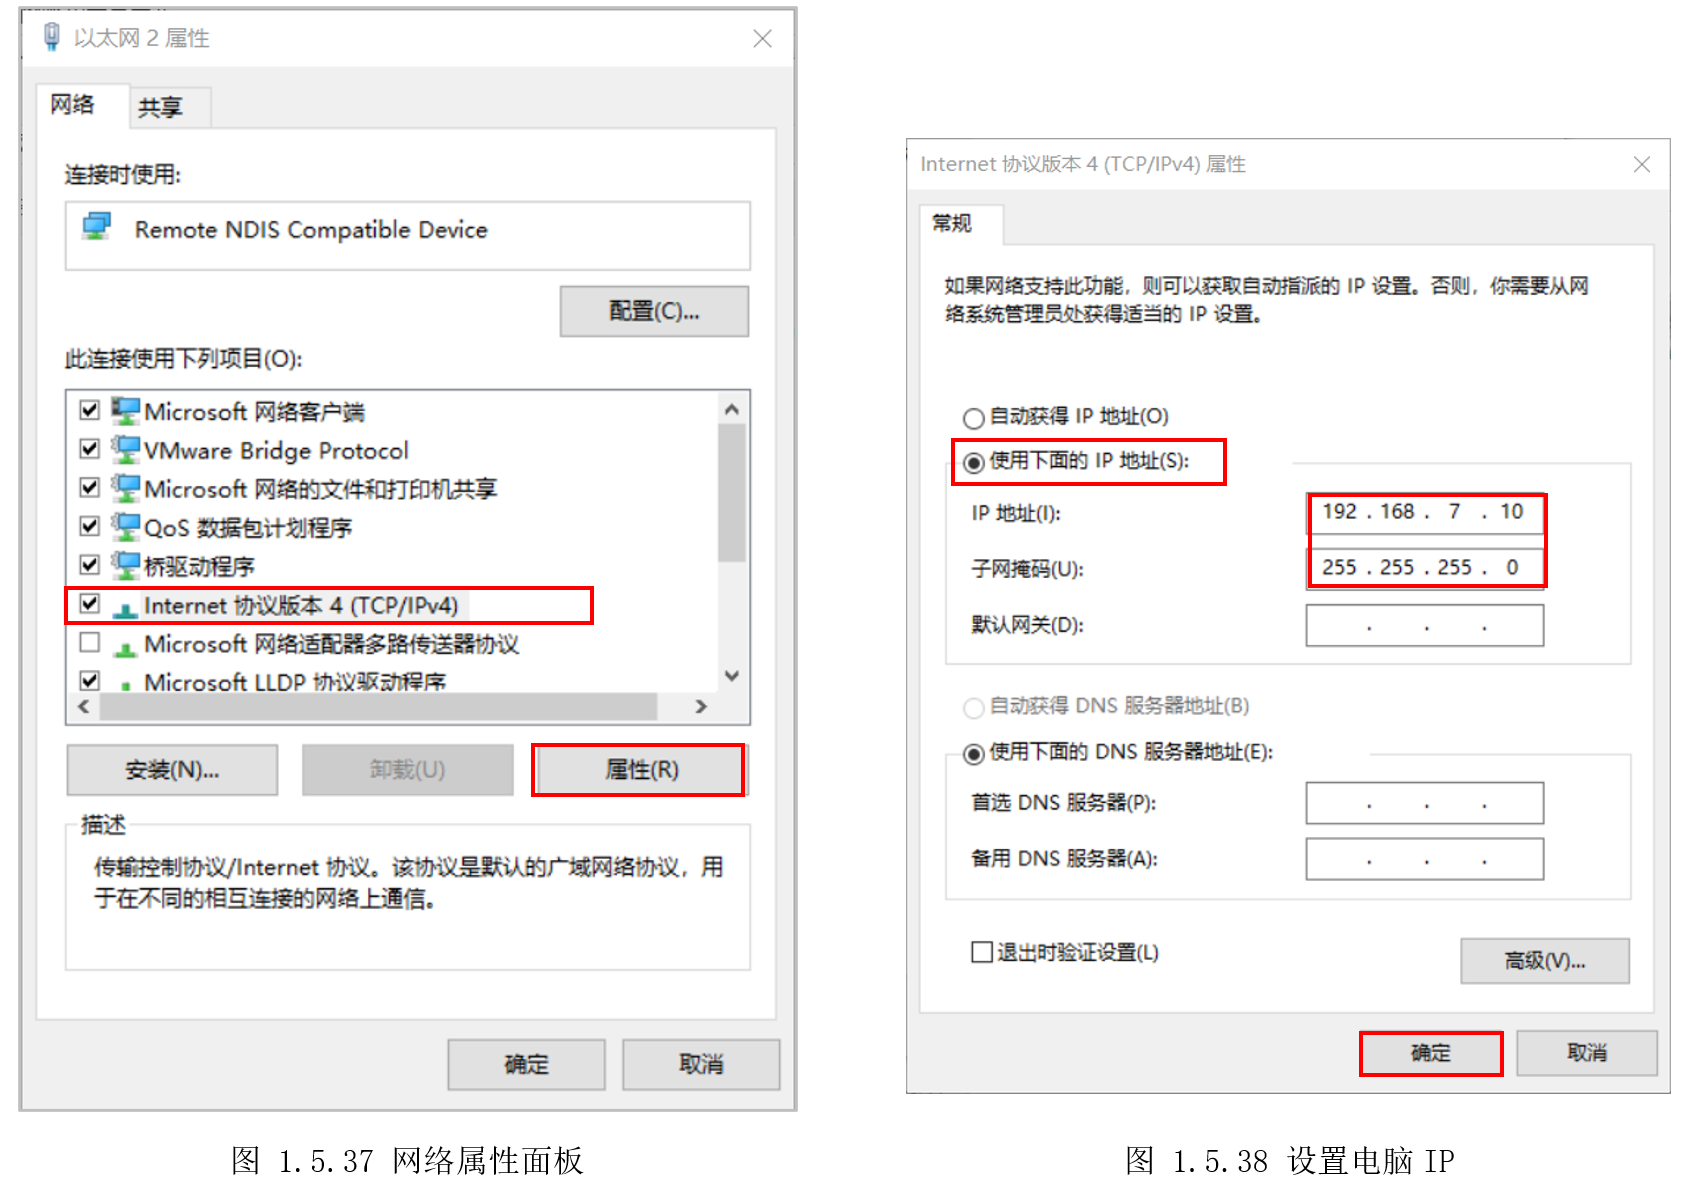 以太网 2 属性
网络
共享
连接时使用:
Remote NDIS Compatible Device
配置(C)...
此连接使用下列项目(O):
Microsoft 网络客户端
VMware Bridge Protocol
Microsoft 网络的文件和打印机共享
QoS 数据包计划程序
桥驱动程序
Internet 协议版本 4 (TCP/IPv4)
Microsoft 网络适配器多路传送器协议
Microsoft LLDP 协议驱动程序
安装(N)...
卸载(U)
属性(R)
描述
传输控制协议/Internet 协议。该协议是默认的广域网络协议，用
于在不同的相互连接的网络上通信。
确定
取消
图 1.5.37 网络属性面板
Internet 协议版本 4 (TCP/IPv4) 属性
常规
如果网络支持此功能，则可以获取自动指派的 IP 设置。否则，你需要从网
络系统管理员处获得适当的 IP 设置。
自动获得 IP 地址(O)
使用下面的 IP 地址(S):
IP 地址(I):
192 . 168 . 7 . 10
子网掩码(U):
255 . 255 . 255 . 0
默认网关(D):
. . .
自动获得 DNS 服务器地址(B)
使用下面的 DNS 服务器地址(E):
首选 DNS 服务器(P):
. . .
备用 DNS 服务器(A):
. . .
退出时验证设置(L)
高级(V)...
确定
取消
图 1.5.38 设置电脑 IP